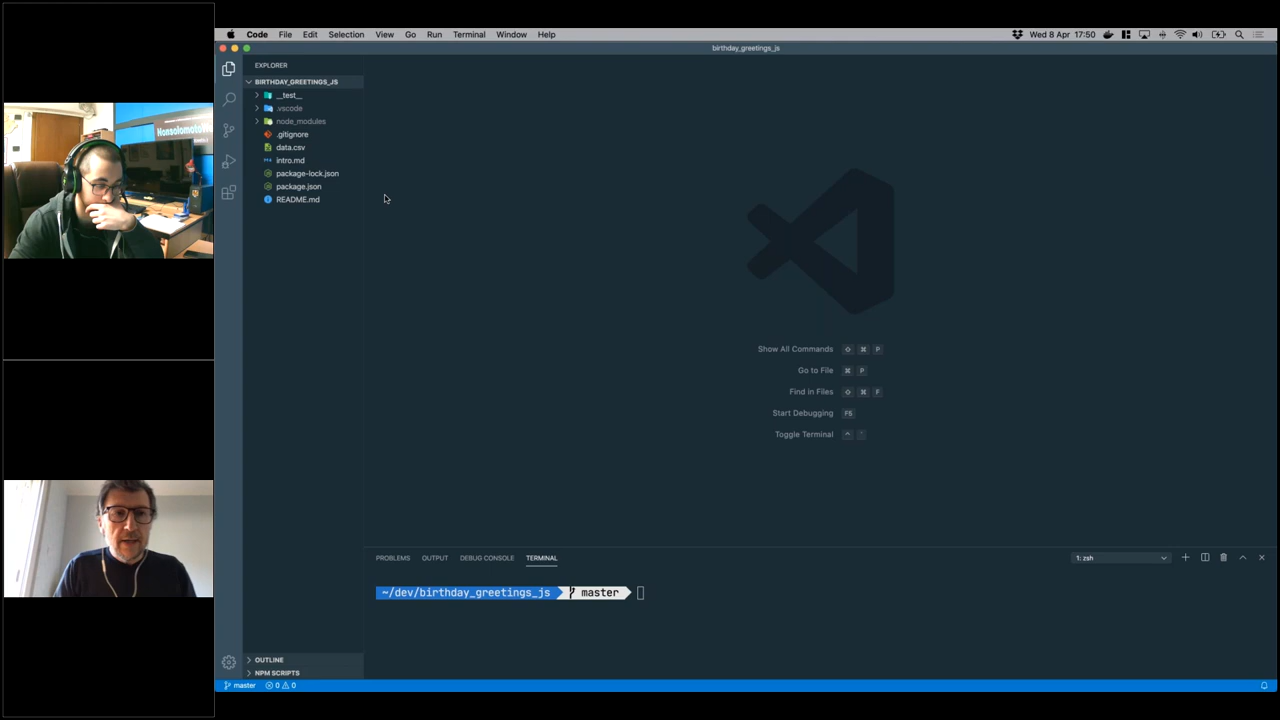 Code File Edit Selection View Go Run Terminal Window Help
Wed 8 Apr 17:50
birthday_greetings_js
EXPLORER
BIRTHDAY_GREETINGS_JS
__test__
.vscode
node_modules
.gitignore
data.csv
intro.md
package-lock.json
package.json
README.md
Show All Commands ⇧ ⌘ P
Go to File ⌘ P
Find in Files ⇧ ⌘ F
Start Debugging F5
Toggle Terminal ^ `
PROBLEMS OUTPUT DEBUG CONSOLE TERMINAL
1: zsh
~/dev/birthday_greetings_js master
OUTLINE
NPM SCRIPTS
master 0 0